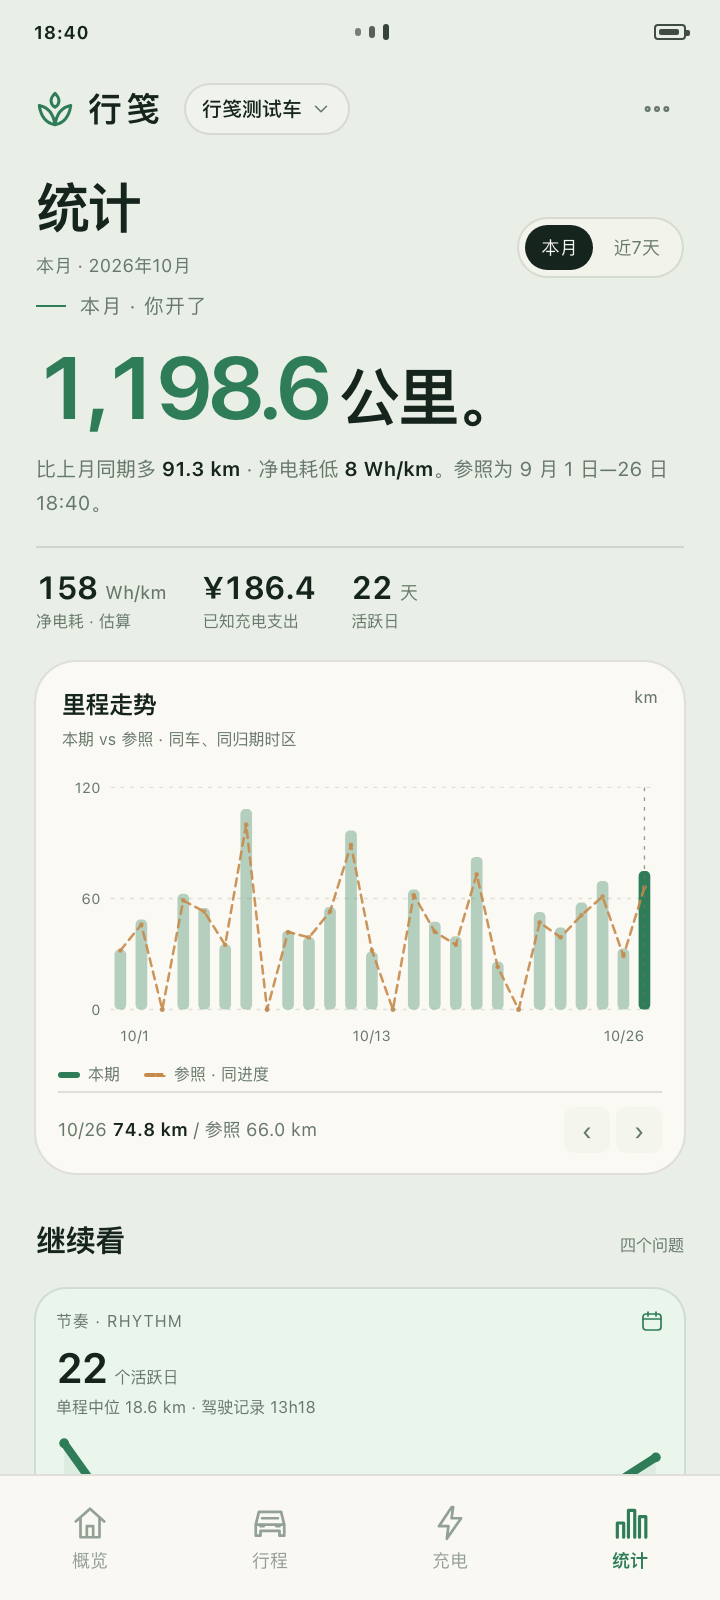 18:40
行笺
行笺测试车
统计
本月 · 2026年10月
本月
近7天
本月 · 你开了
1,198.6 公里。
比上月同期多 91.3 km · 净电耗低 8 Wh/km。参照为 9 月 1 日—26 日
18:40。
158 Wh/km
¥186.4
22 天
净电耗 · 估算
已知充电支出
活跃日
里程走势
km
本期 vs 参照 · 同车、同归期时区
120
60
0
10/1
10/13
10/26
本期
参照 · 同进度
10/26 74.8 km / 参照 66.0 km
‹
›
继续看
四个问题
节奏 · RHYTHM
22 个活跃日
单程中位 18.6 km · 驾驶记录 13h18
概览
行程
充电
统计